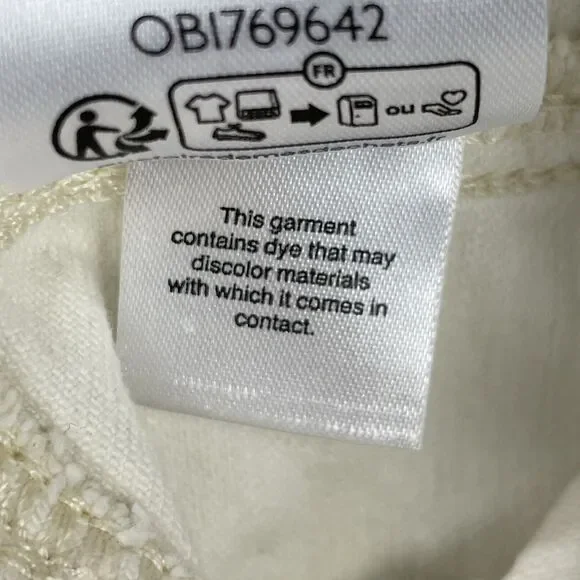 OBI769642
FR
ou
This garment
contains dye that may
discolor materials
with which it comes in
contact.